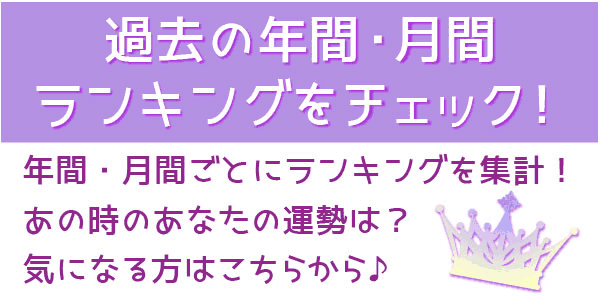 過去の年間・月間
ランキングをチェック！
年間・月間ごとにランキングを集計！
あの時のあなたの運勢は？
気になる方はこちらから♪